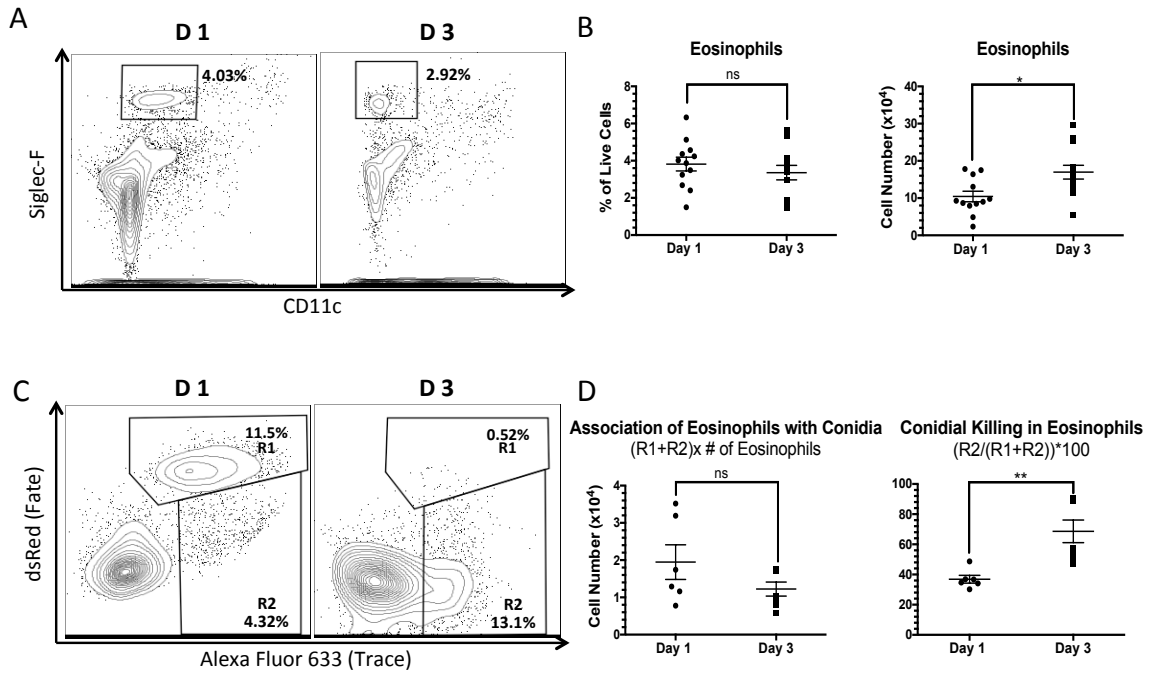 A
D 1
D 3
4.03%
2.92%
Siglec-F
CD11c
B
Eosinophils
ns
% of Live Cells
8
6
4
2
0
Day 1
Day 3
Eosinophils
*
Cell Number (x10⁴)
40
30
20
10
0
Day 1
Day 3
C
D 1
D 3
11.5%
R1
0.52%
R1
R2
4.32%
R2
13.1%
dsRed (Fate)
Alexa Fluor 633 (Trace)
D
Association of Eosinophils with Conidia
(R1+R2)x # of Eosinophils
ns
Cell Number (x10⁴)
4
3
2
1
0
Day 1
Day 3
Conidial Killing in Eosinophils
(R2/(R1+R2))*100
**
100
80
60
40
20
0
Day 1
Day 3